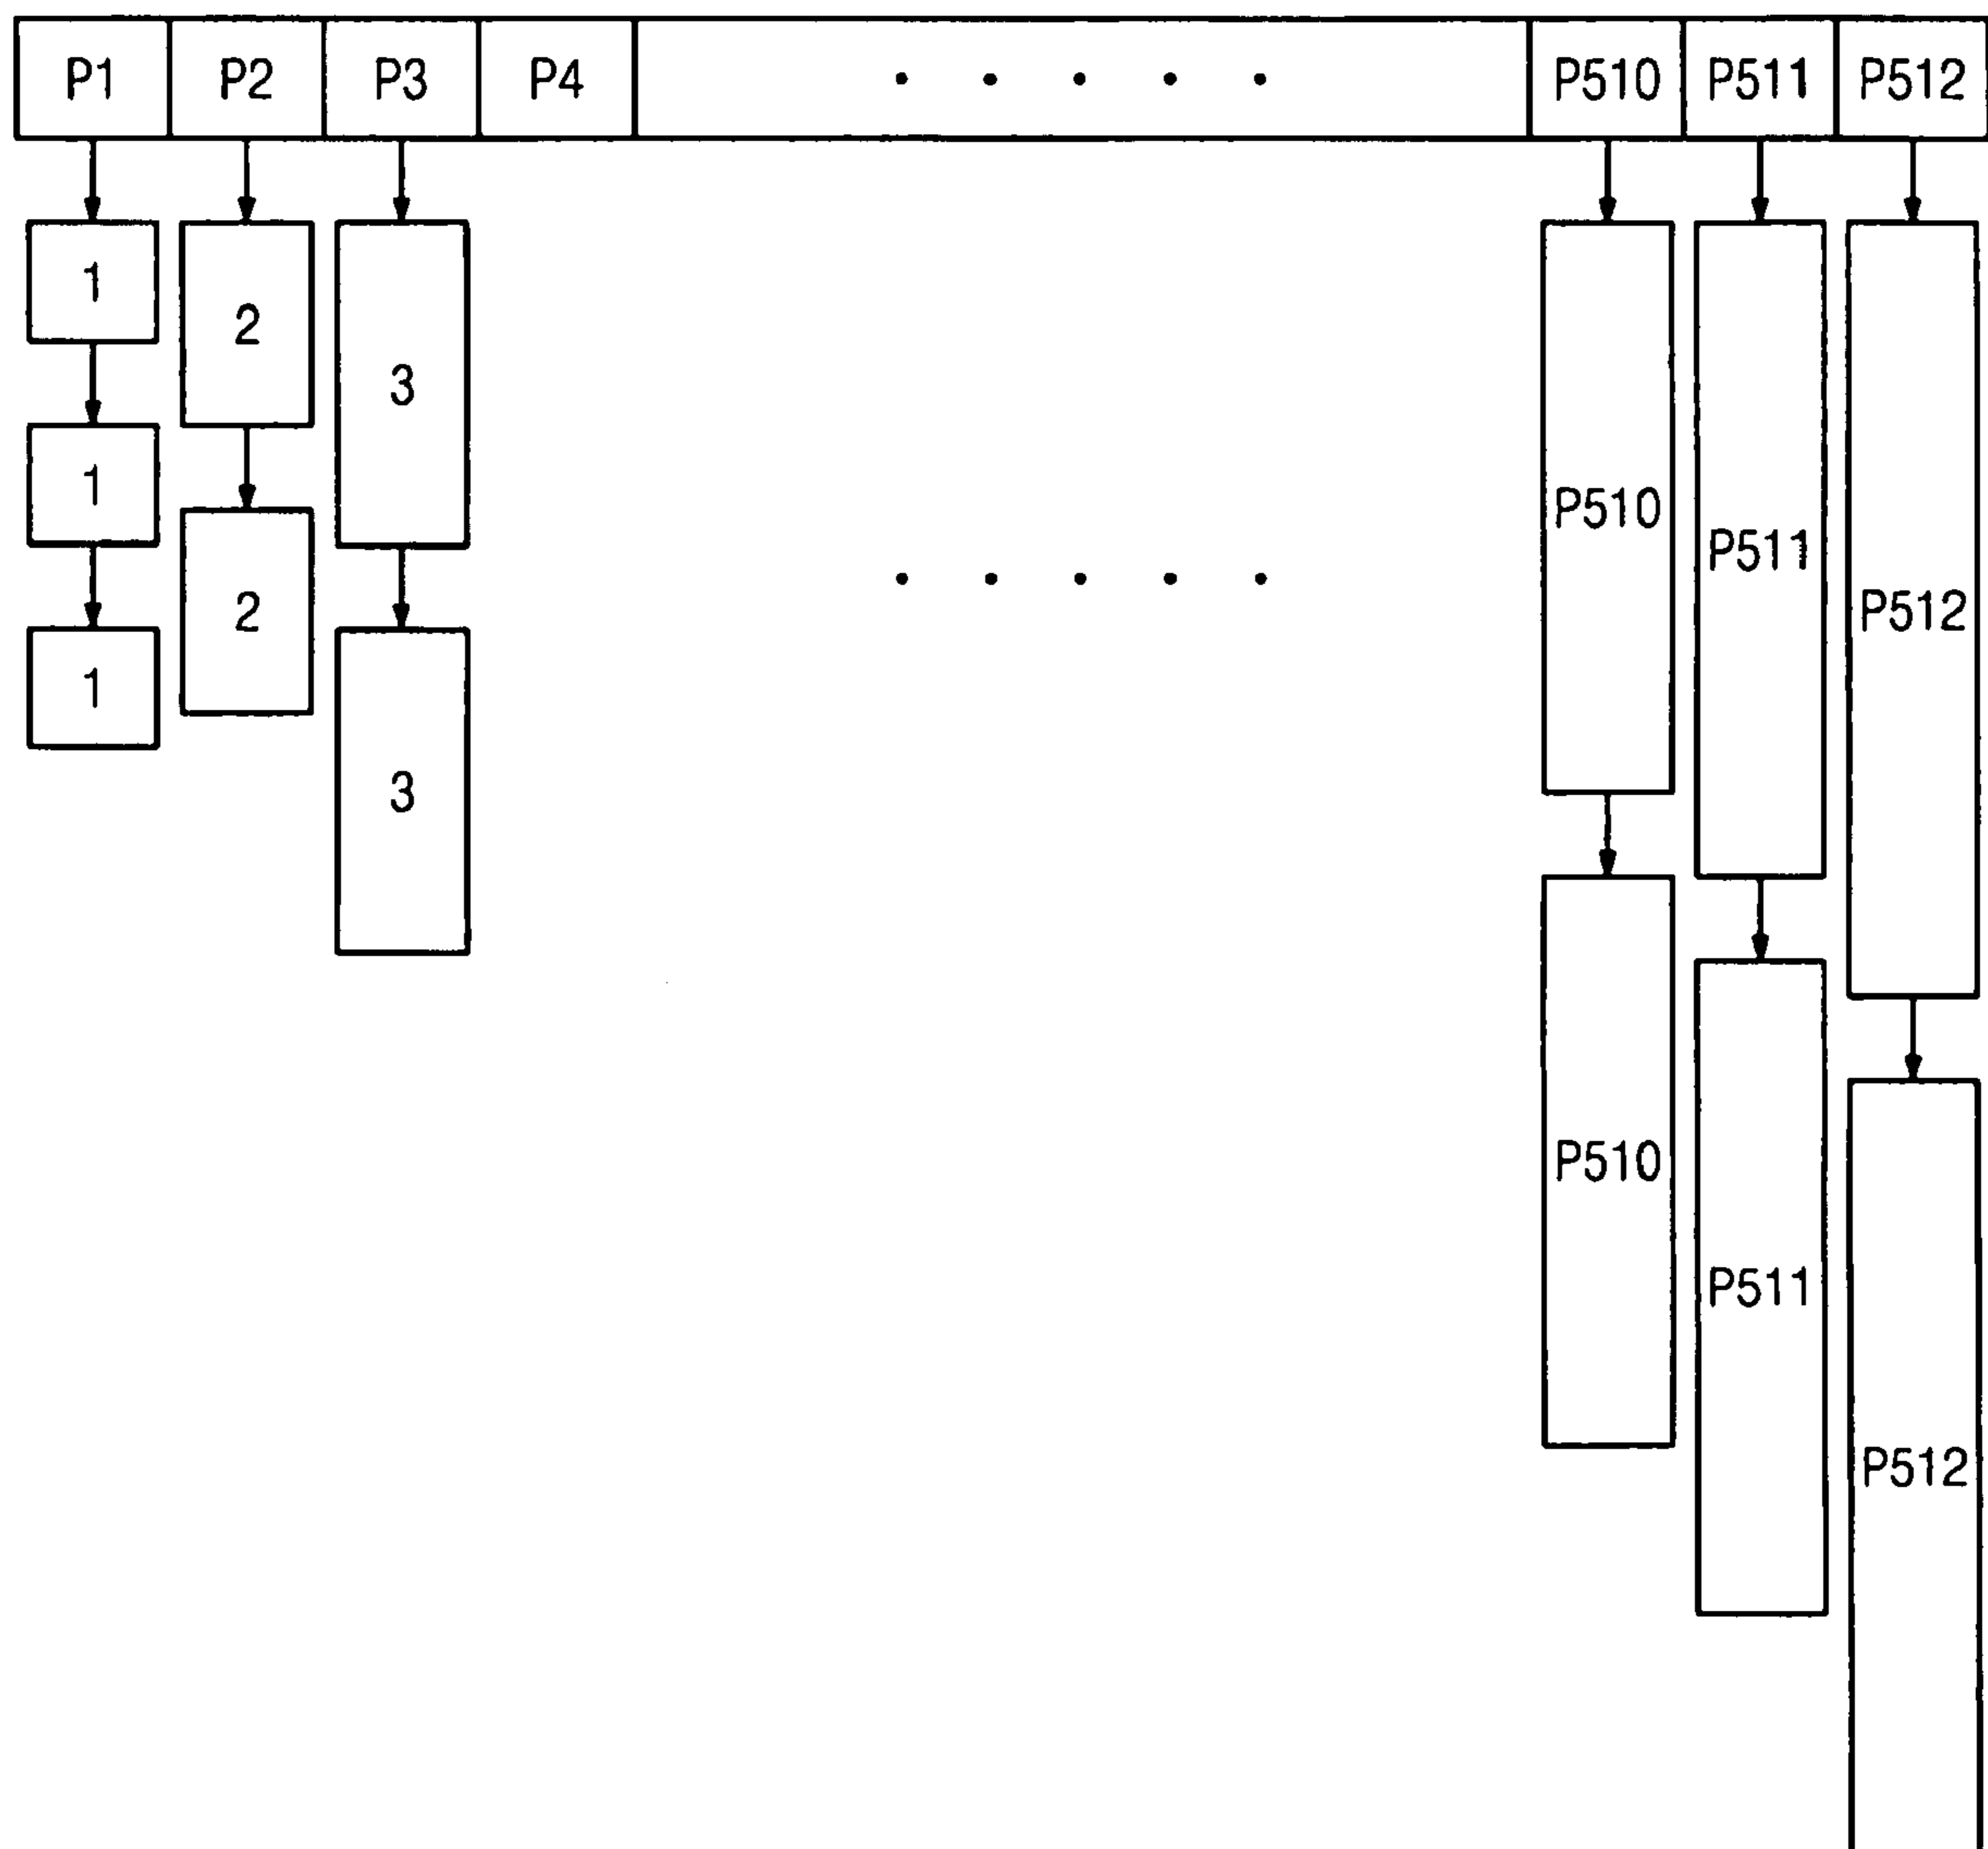 P1 P2 P3 P4 . . . . . P510 P511 P512
1
2
3
1
P510
P511
. . . . .
2
P512
1
3
P510
P511
P512